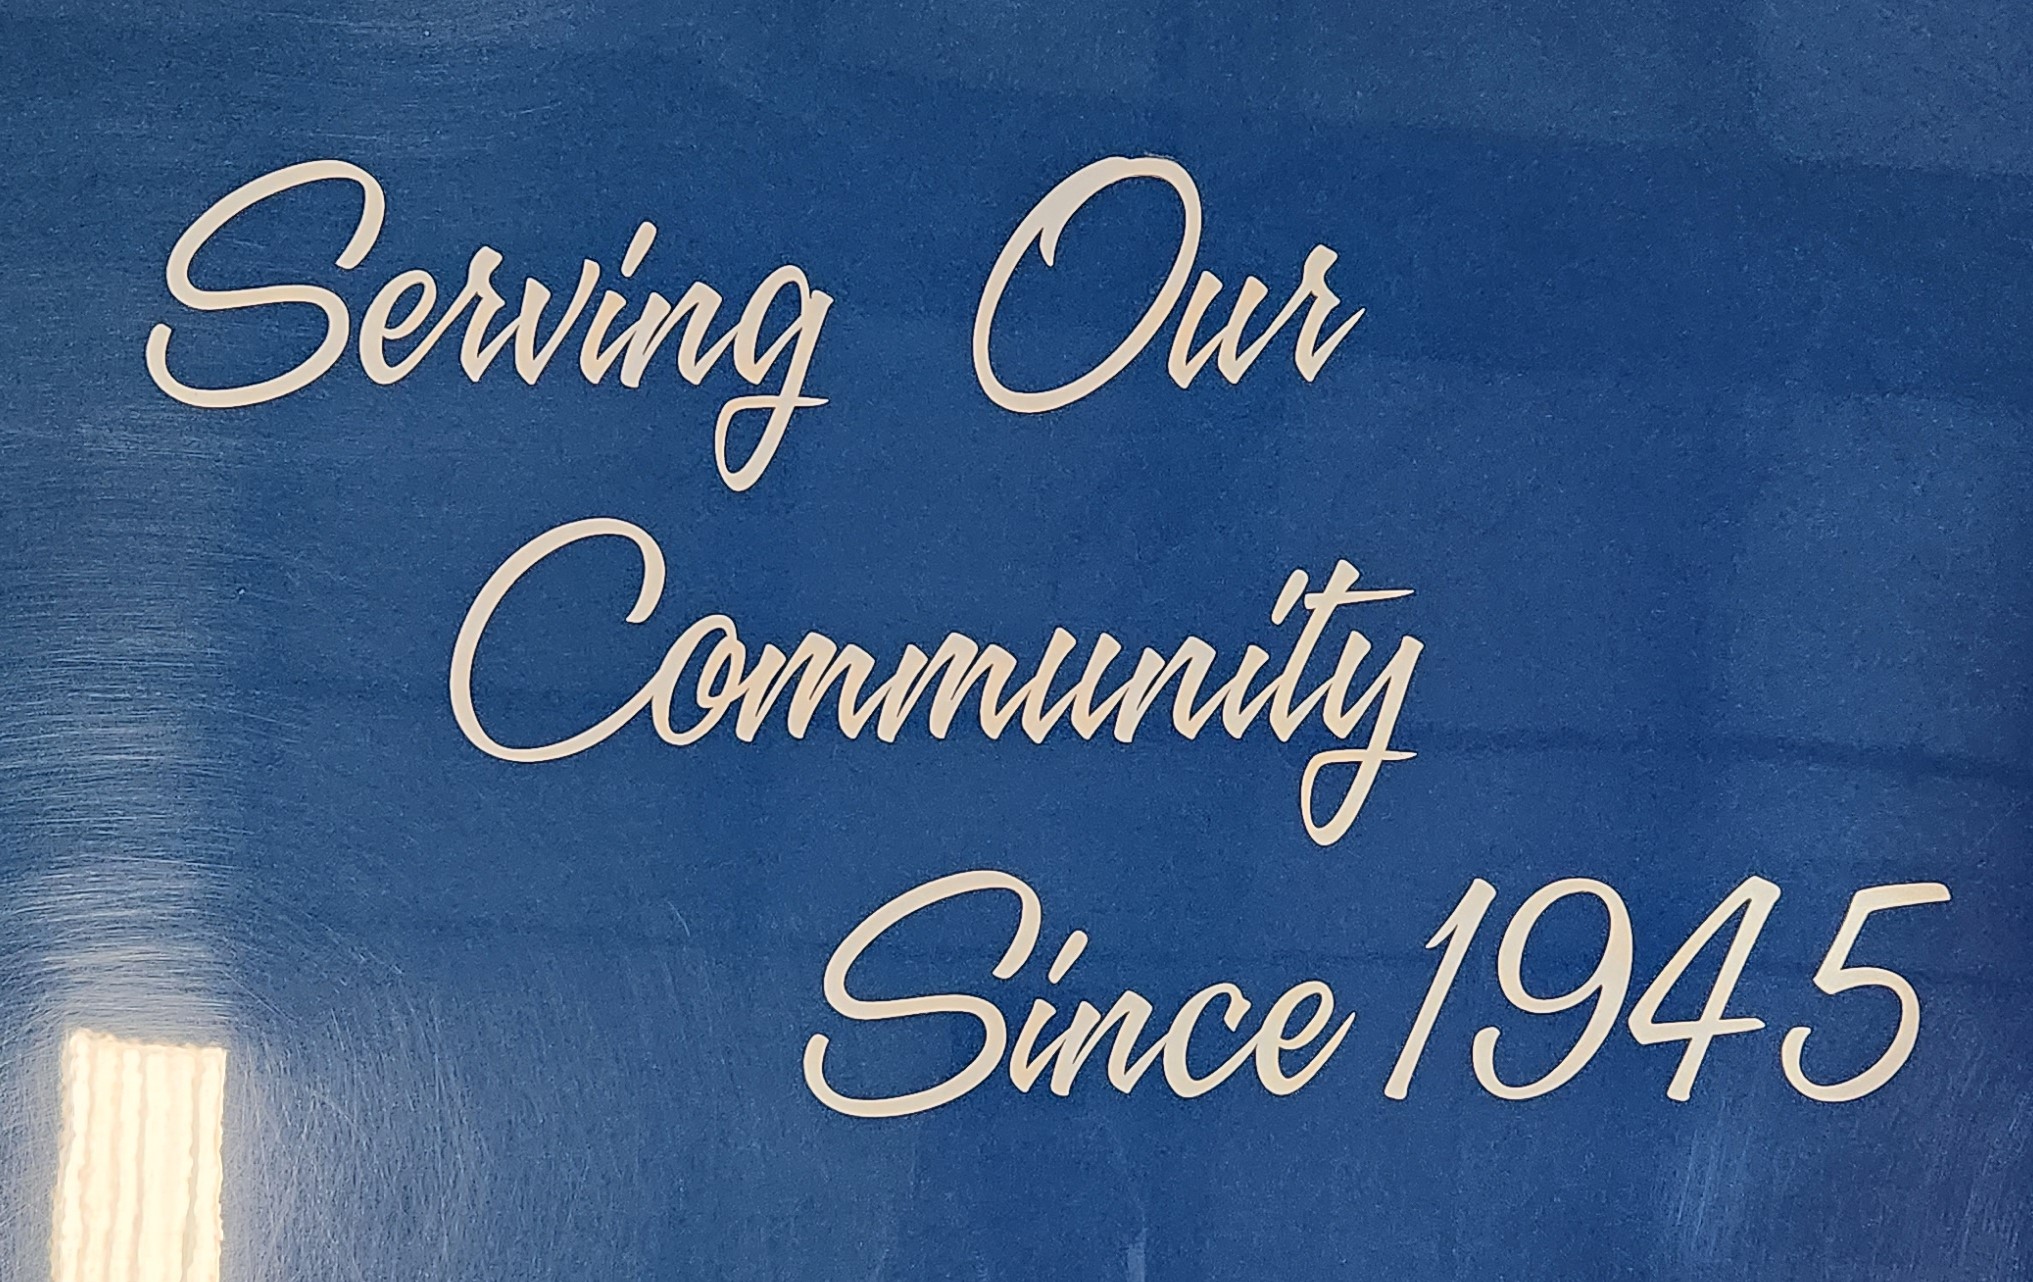 Serving Our
Community
Since 1945